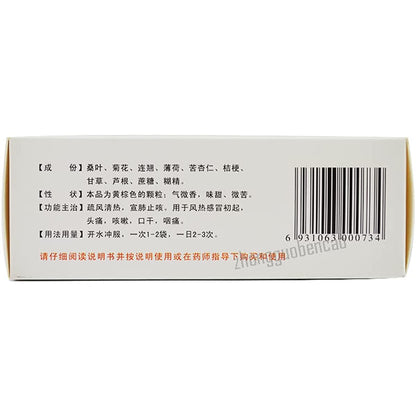 【成　份】 桑叶、菊花、连翘、薄荷、苦杏仁、桔梗、
甘草、芦根、蔗糖、糊精。
【性　状】 本品为黄棕色的颗粒；气微香，味甜、微苦。
【功能主治】 疏风清热，宣肺止咳。用于风热感冒初起，
头痛，咳嗽，口干，咽痛。
【用法用量】 开水冲服，一次1-2袋，一日2-3次。
请仔细阅读说明书并按说明使用或在药师指导下购买和使用
6 931063 000734
zhongguobencao